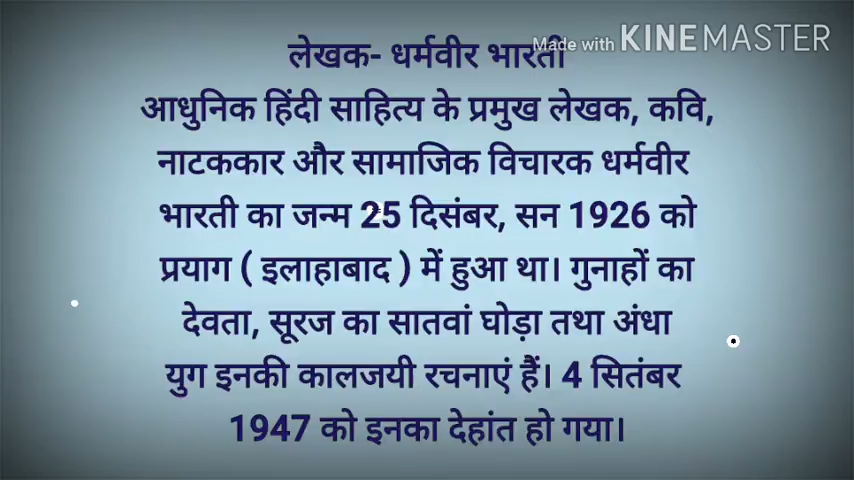 Made with KINEMASTER
लेखक- धर्मवीर भारती
आधुनिक हिंदी साहित्य के प्रमुख लेखक, कवि,
नाटककार और सामाजिक विचारक धर्मवीर
भारती का जन्म 25 दिसंबर, सन 1926 को
प्रयाग ( इलाहाबाद ) में हुआ था। गुनाहों का
देवता, सूरज का सातवां घोड़ा तथा अंधा
युग इनकी कालजयी रचनाएं हैं। 4 सितंबर
1947 को इनका देहांत हो गया।